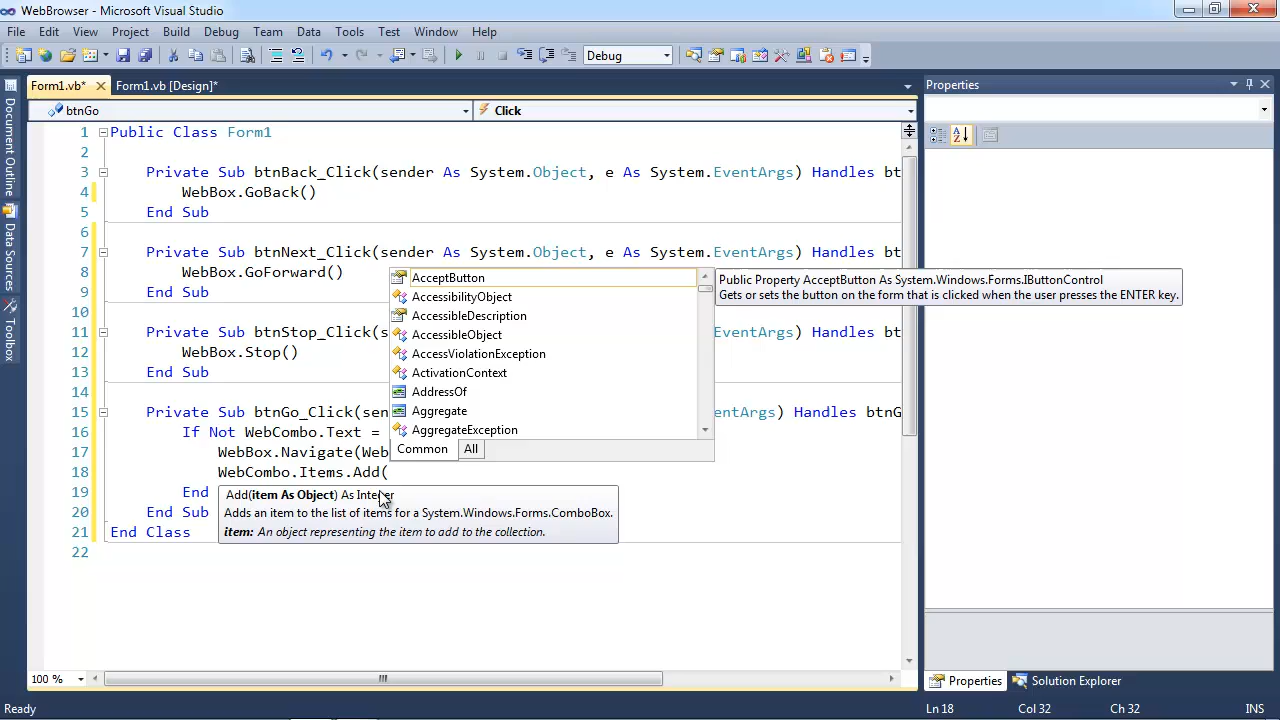 WebBrowser - Microsoft Visual Studio
File Edit View Project Build Debug Team Data Tools Test Window Help
Debug
Form1.vb* Form1.vb [Design]*
Properties
btnGo Click
Document Outline
Data Sources
Toolbox
1 Public Class Form1
2
3 Private Sub btnBack_Click(sender As System.Object, e As System.EventArgs) Handles bt
4 WebBox.GoBack()
5 End Sub
6
7 Private Sub btnNext_Click(sender As System.Object, e As System.EventArgs) Handles bt
8 WebBox.GoForward()
9 End Sub
10
11 Private Sub btnStop_Click(s ventArgs) Handles bt
12 WebBox.Stop()
13 End Sub
14
15 Private Sub btnGo_Click(sen entArgs) Handles btnG
16 If Not WebCombo.Text =
17 WebBox.Navigate(Web
18 WebCombo.Items.Add(
19 End
20 End Sub
21 End Class
22
AcceptButton
AccessibilityObject
AccessibleDescription
AccessibleObject
AccessViolationException
ActivationContext
AddressOf
Aggregate
AggregateException
Common All
Public Property AcceptButton As System.Windows.Forms.IButtonControl
Gets or sets the button on the form that is clicked when the user presses the ENTER key.
Add(item As Object) As Integer
Adds an item to the list of items for a System.Windows.Forms.ComboBox.
item: An object representing the item to add to the collection.
100 %
Properties Solution Explorer
Ready Ln 18 Col 32 Ch 32 INS